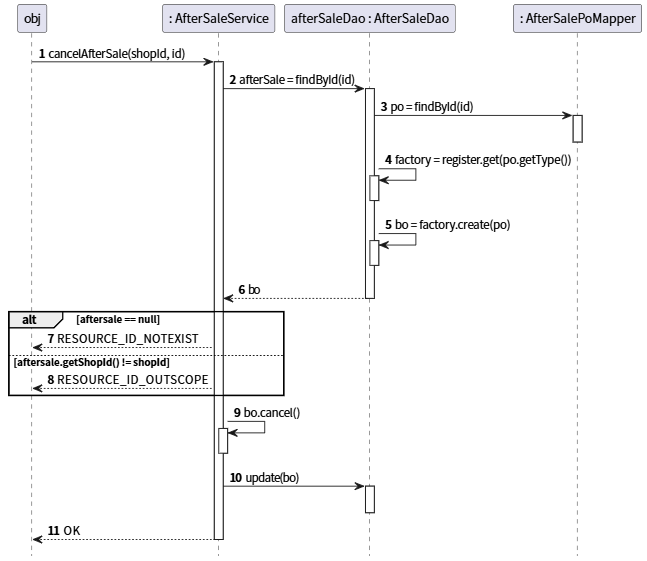 obj
: AfterSaleService
afterSaleDao : AfterSaleDao
: AfterSalePoMapper
1 cancelAfterSale(shopId, id)
2 afterSale = findById(id)
3 po = findById(id)
4 factory = register.get(po.getType())
5 bo = factory.create(po)
6 bo
alt [aftersale == null]
7 RESOURCE_ID_NOTEXIST
[aftersale.getShopId() != shopId]
8 RESOURCE_ID_OUTSCOPE
9 bo.cancel()
10 update(bo)
11 OK